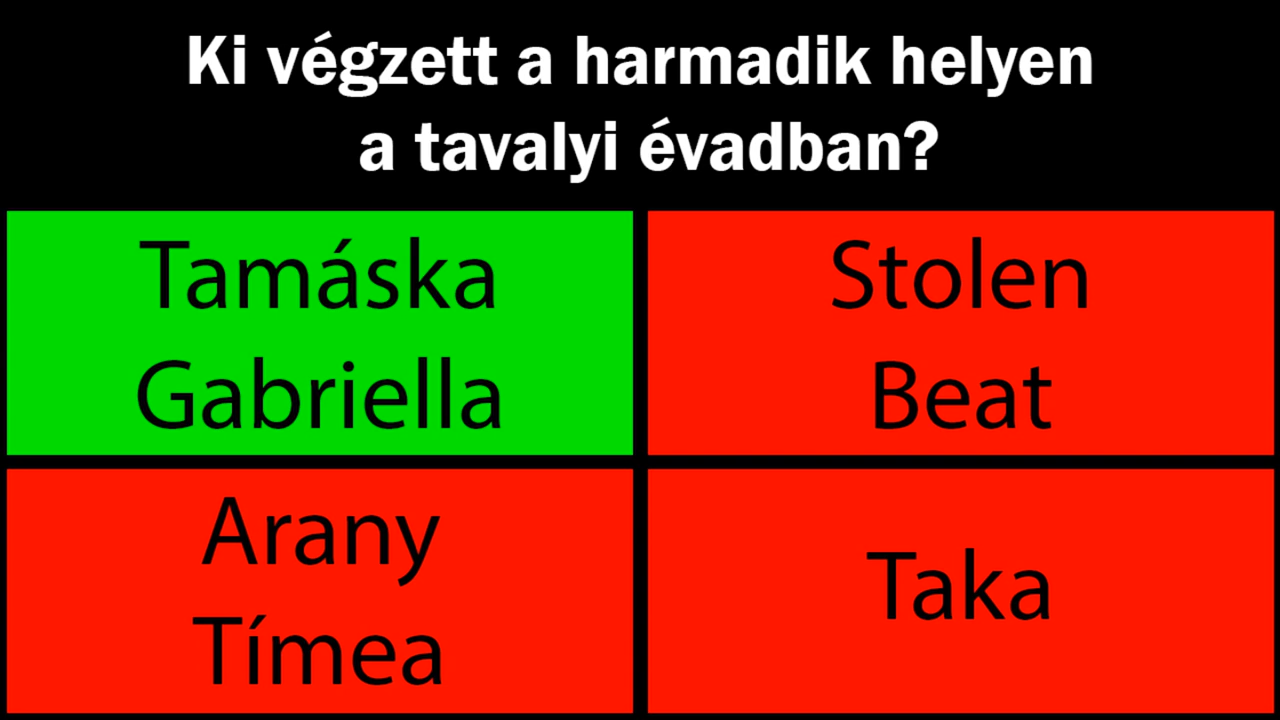 Ki végzett a harmadik helyen
a tavalyi évadban?
Tamáska
Gabriella
Stolen
Beat
Arany
Tímea
Taka